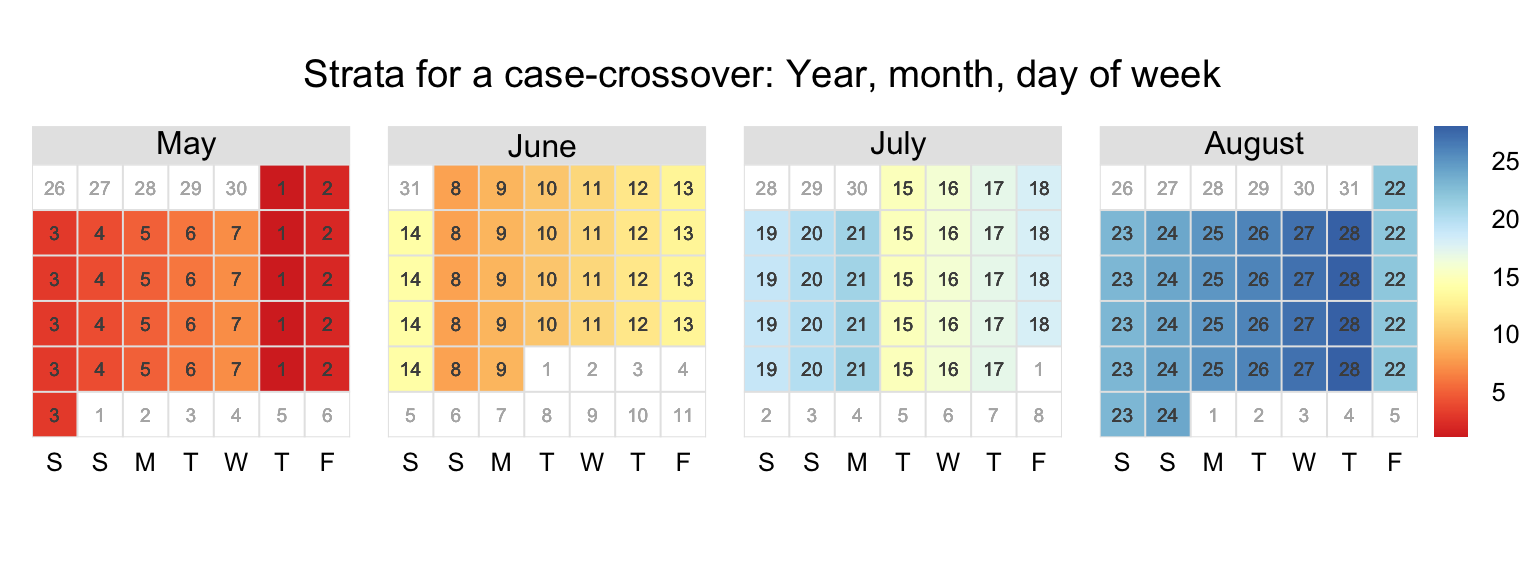 Strata for a case-crossover: Year, month, day of week
May June July August
26 27 28 29 30 1 2 31 8 9 10 11 12 13 28 29 30 15 16 17 18 26 27 28 29 30 31 22
3 4 5 6 7 1 2 14 8 9 10 11 12 13 19 20 21 15 16 17 18 23 24 25 26 27 28 22
3 4 5 6 7 1 2 14 8 9 10 11 12 13 19 20 21 15 16 17 18 23 24 25 26 27 28 22
3 4 5 6 7 1 2 14 8 9 10 11 12 13 19 20 21 15 16 17 18 23 24 25 26 27 28 22
3 4 5 6 7 1 2 14 8 9 1 2 3 4 19 20 21 15 16 17 1 23 24 25 26 27 28 22
3 1 2 3 4 5 6 5 6 7 8 9 10 11 2 3 4 5 6 7 8 23 24 1 2 3 4 5
S S M T W T F S S M T W T F S S M T W T F S S M T W T F
25
20
15
10
5